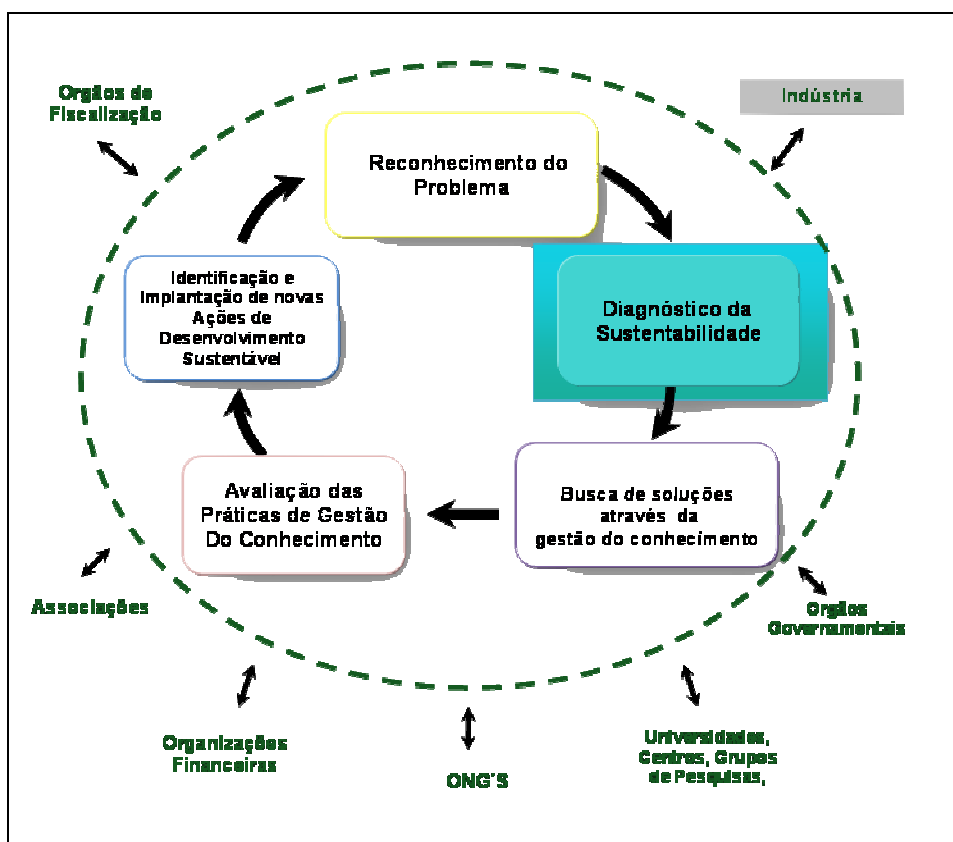 Orgãos de
Fiscalização
Indústria
Reconhecimento do
Problema
Identificação e
Implantação de novas
Ações de
Desenvolvimento
Sustentável
Diagnóstico da
Sustentabilidade
Avaliação das
Práticas de Gestão
Do Conhecimento
Busca de soluções
através da
gestão do conhecimento
Associações
Orgãos
Governamentais
Organizações
Financeiras
ONG'S
Universidades,
Centros, Grupos
de Pesquisas,